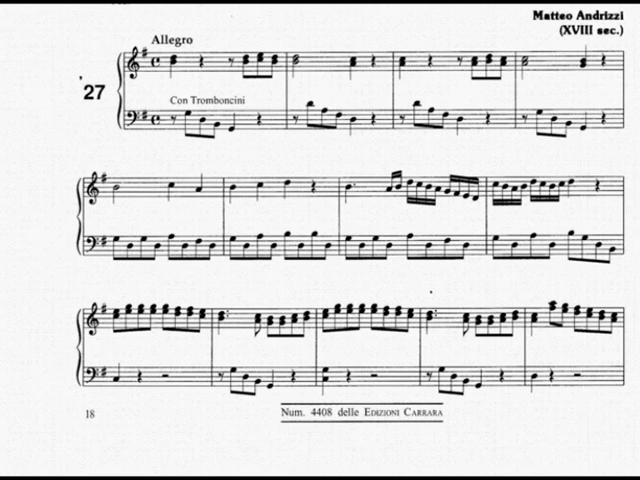 Matteo Andrizzi
(XVIII sec.)
Allegro
27
Con Tromboncini
18
Num. 4408 delle EDIZIONI CARRARA